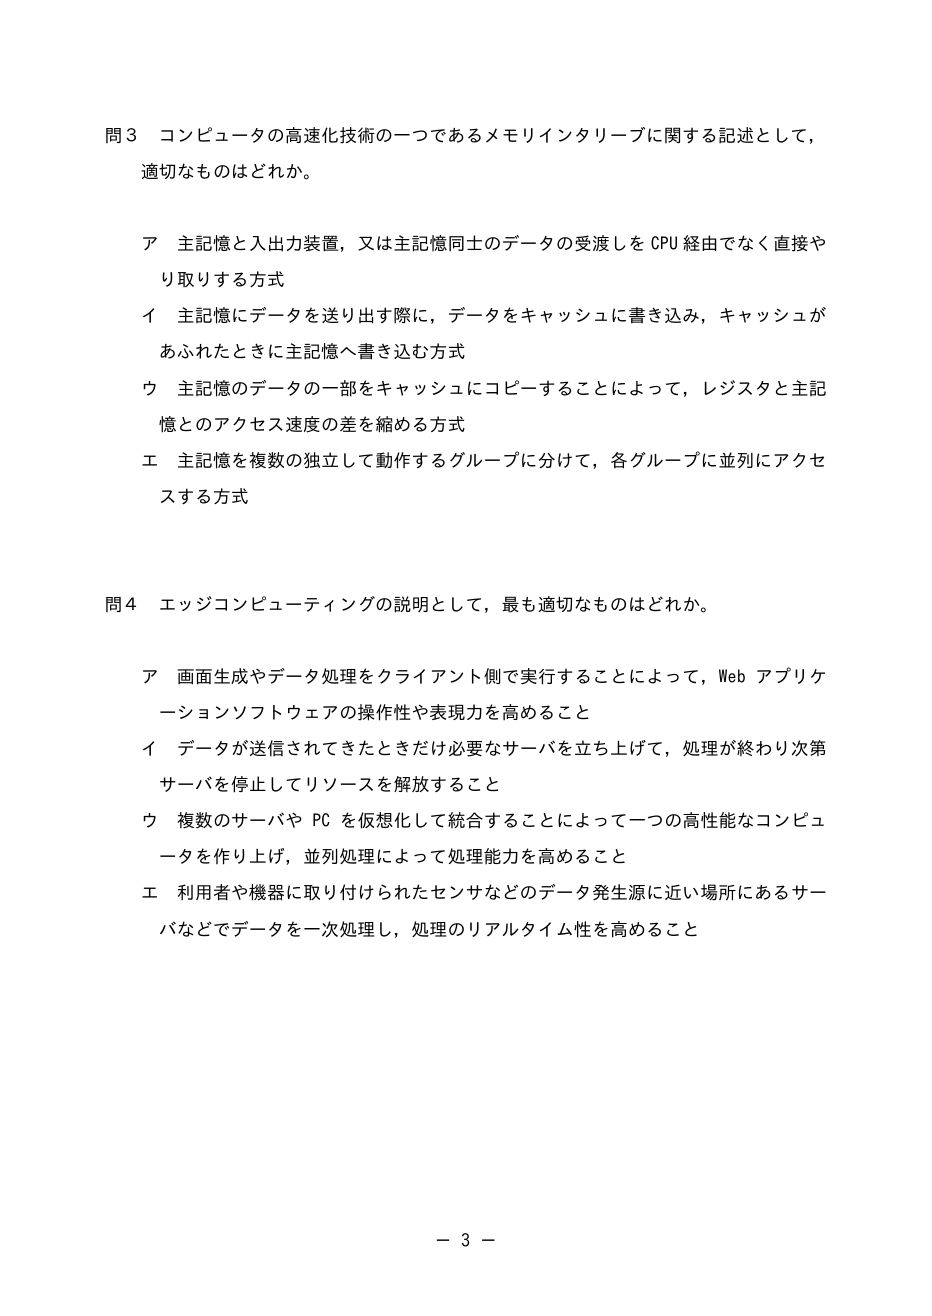 問３　コンピュータの高速化技術の一つであるメモリインタリーブに関する記述として，
適切なものはどれか。
ア　主記憶と入出力装置，又は主記憶同士のデータの受渡しを CPU 経由でなく直接や
り取りする方式
イ　主記憶にデータを送り出す際に，データをキャッシュに書き込み，キャッシュが
あふれたときに主記憶へ書き込む方式
ウ　主記憶のデータの一部をキャッシュにコピーすることによって，レジスタと主記
憶とのアクセス速度の差を縮める方式
エ　主記憶を複数の独立して動作するグループに分けて，各グループに並列にアクセ
スする方式
問４　エッジコンピューティングの説明として，最も適切なものはどれか。
ア　画面生成やデータ処理をクライアント側で実行することによって，Web アプリケ
ーションソフトウェアの操作性や表現力を高めること
イ　データが送信されてきたときだけ必要なサーバを立ち上げて，処理が終わり次第
サーバを停止してリソースを解放すること
ウ　複数のサーバや PC を仮想化して統合することによって一つの高性能なコンピュ
ータを作り上げ，並列処理によって処理能力を高めること
エ　利用者や機器に取り付けられたセンサなどのデータ発生源に近い場所にあるサー
バなどでデータを一次処理し，処理のリアルタイム性を高めること
－ 3 －